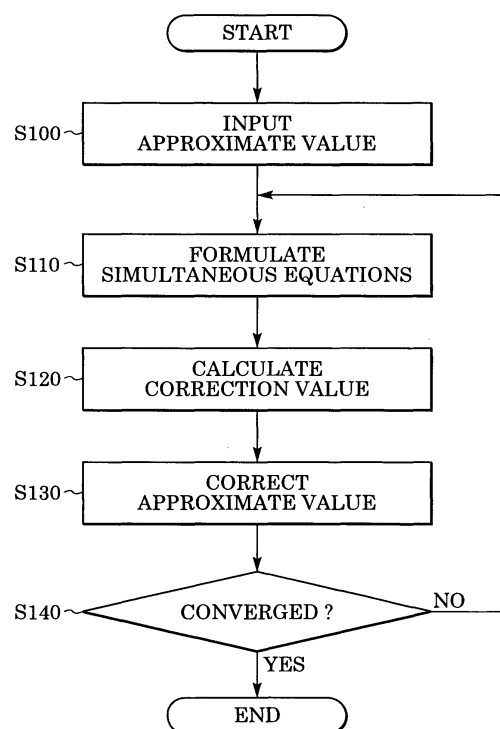 START
S100
INPUT
APPROXIMATE VALUE
S110
FORMULATE
SIMULTANEOUS EQUATIONS
S120
CALCULATE
CORRECTION VALUE
S130
CORRECT
APPROXIMATE VALUE
S140
CONVERGED ?
NO
YES
END